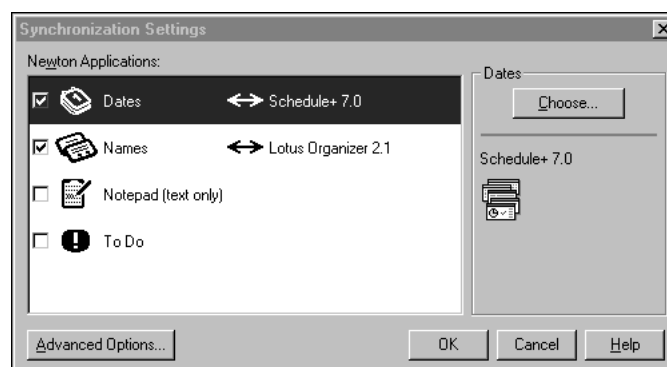 Synchronization Settings
Newton Applications:
Dates Schedule+ 7.0
Names Lotus Organizer 2.1
Notepad (text only)
To Do
Dates
Choose...
Schedule+ 7.0
Advanced Options... OK Cancel Help